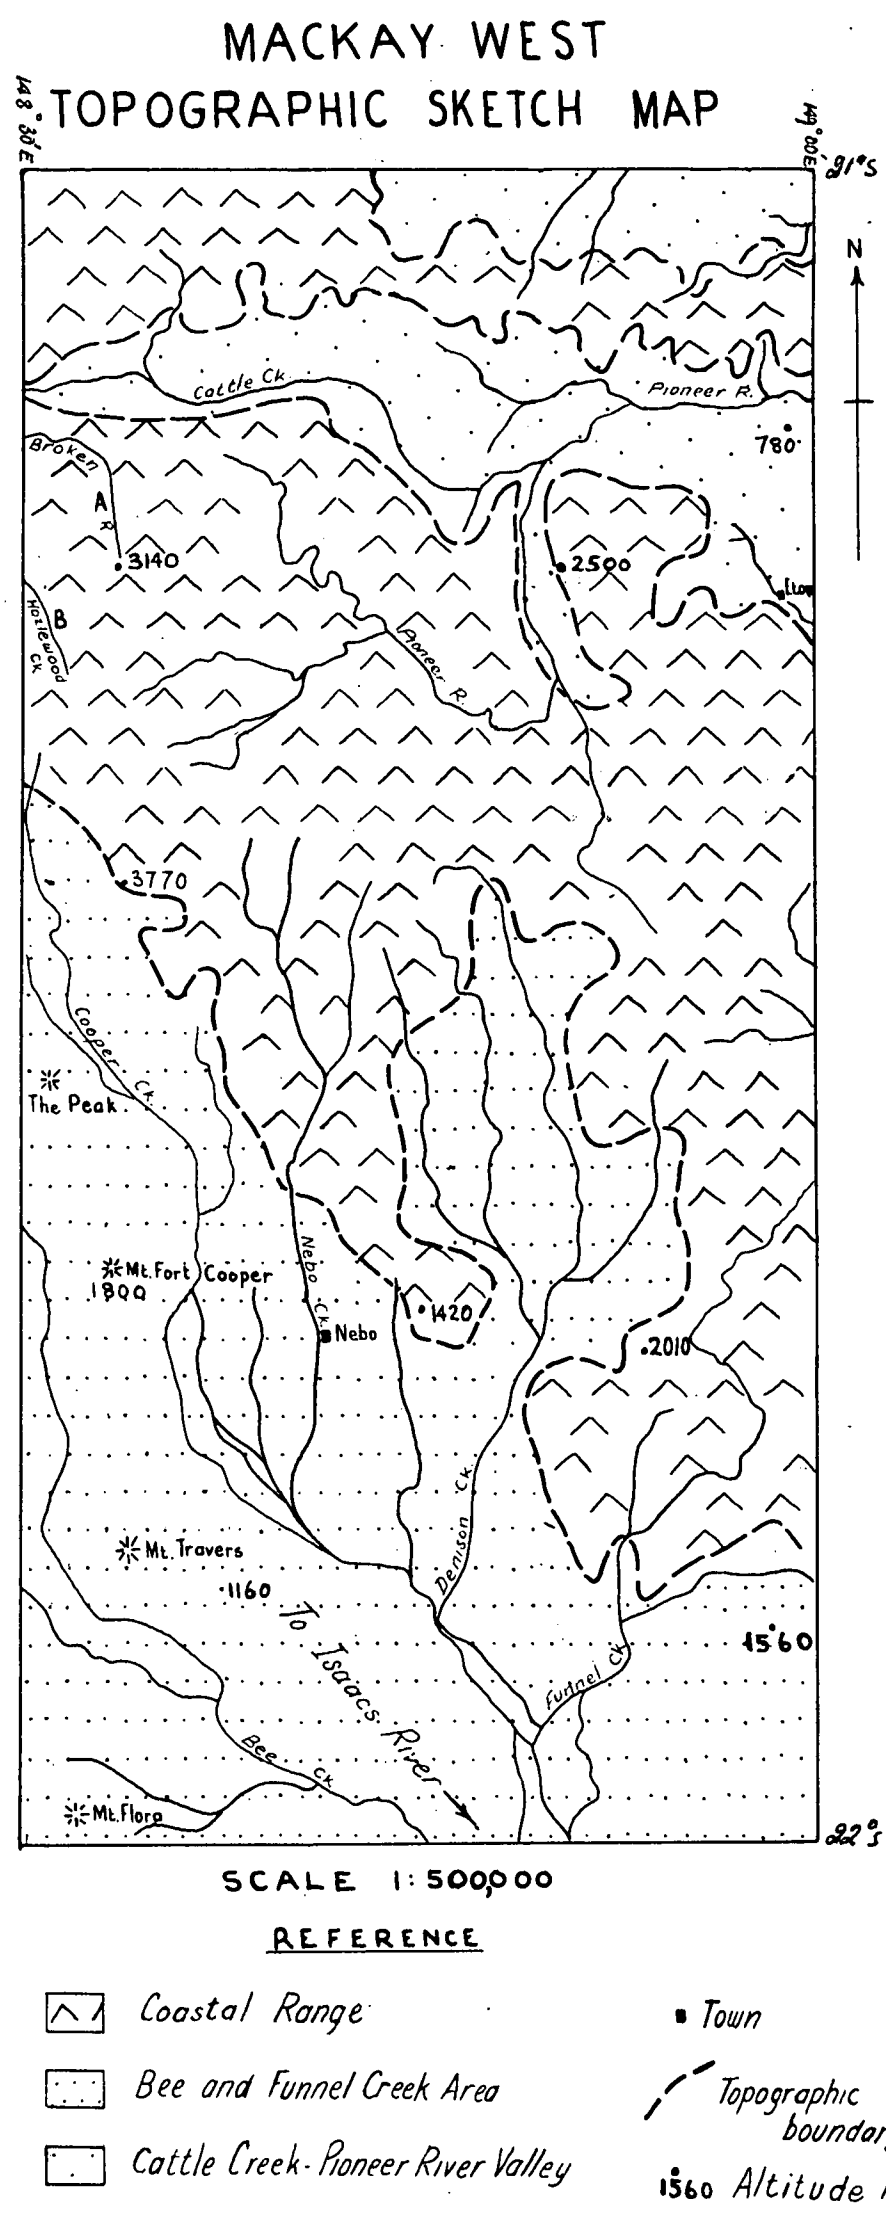 MACKAY WEST
TOPOGRAPHIC SKETCH MAP
148° 30' E
149° 00' E
21° S
N
Cattle Ck.
Pioneer R.
780
Broken
A
R
3140
2500
B
Hazlewood
Ck
Pioneer R.
3770
Cooper Ck.
The Peak
Mt. Fort Cooper
1800
Nebo Ck.
Nebo
1420
2010
Denison Ck.
Mt. Travers
1160
To Isaacs River
1560
Funnel Ck
Bee Ck.
Mt. Flora
22° S
SCALE 1:500,000
REFERENCE
Coastal Range
Town
Bee and Funnel Creek Area
Topographic
boundar
Cattle Creek-Pioneer River Valley
1560 Altitude